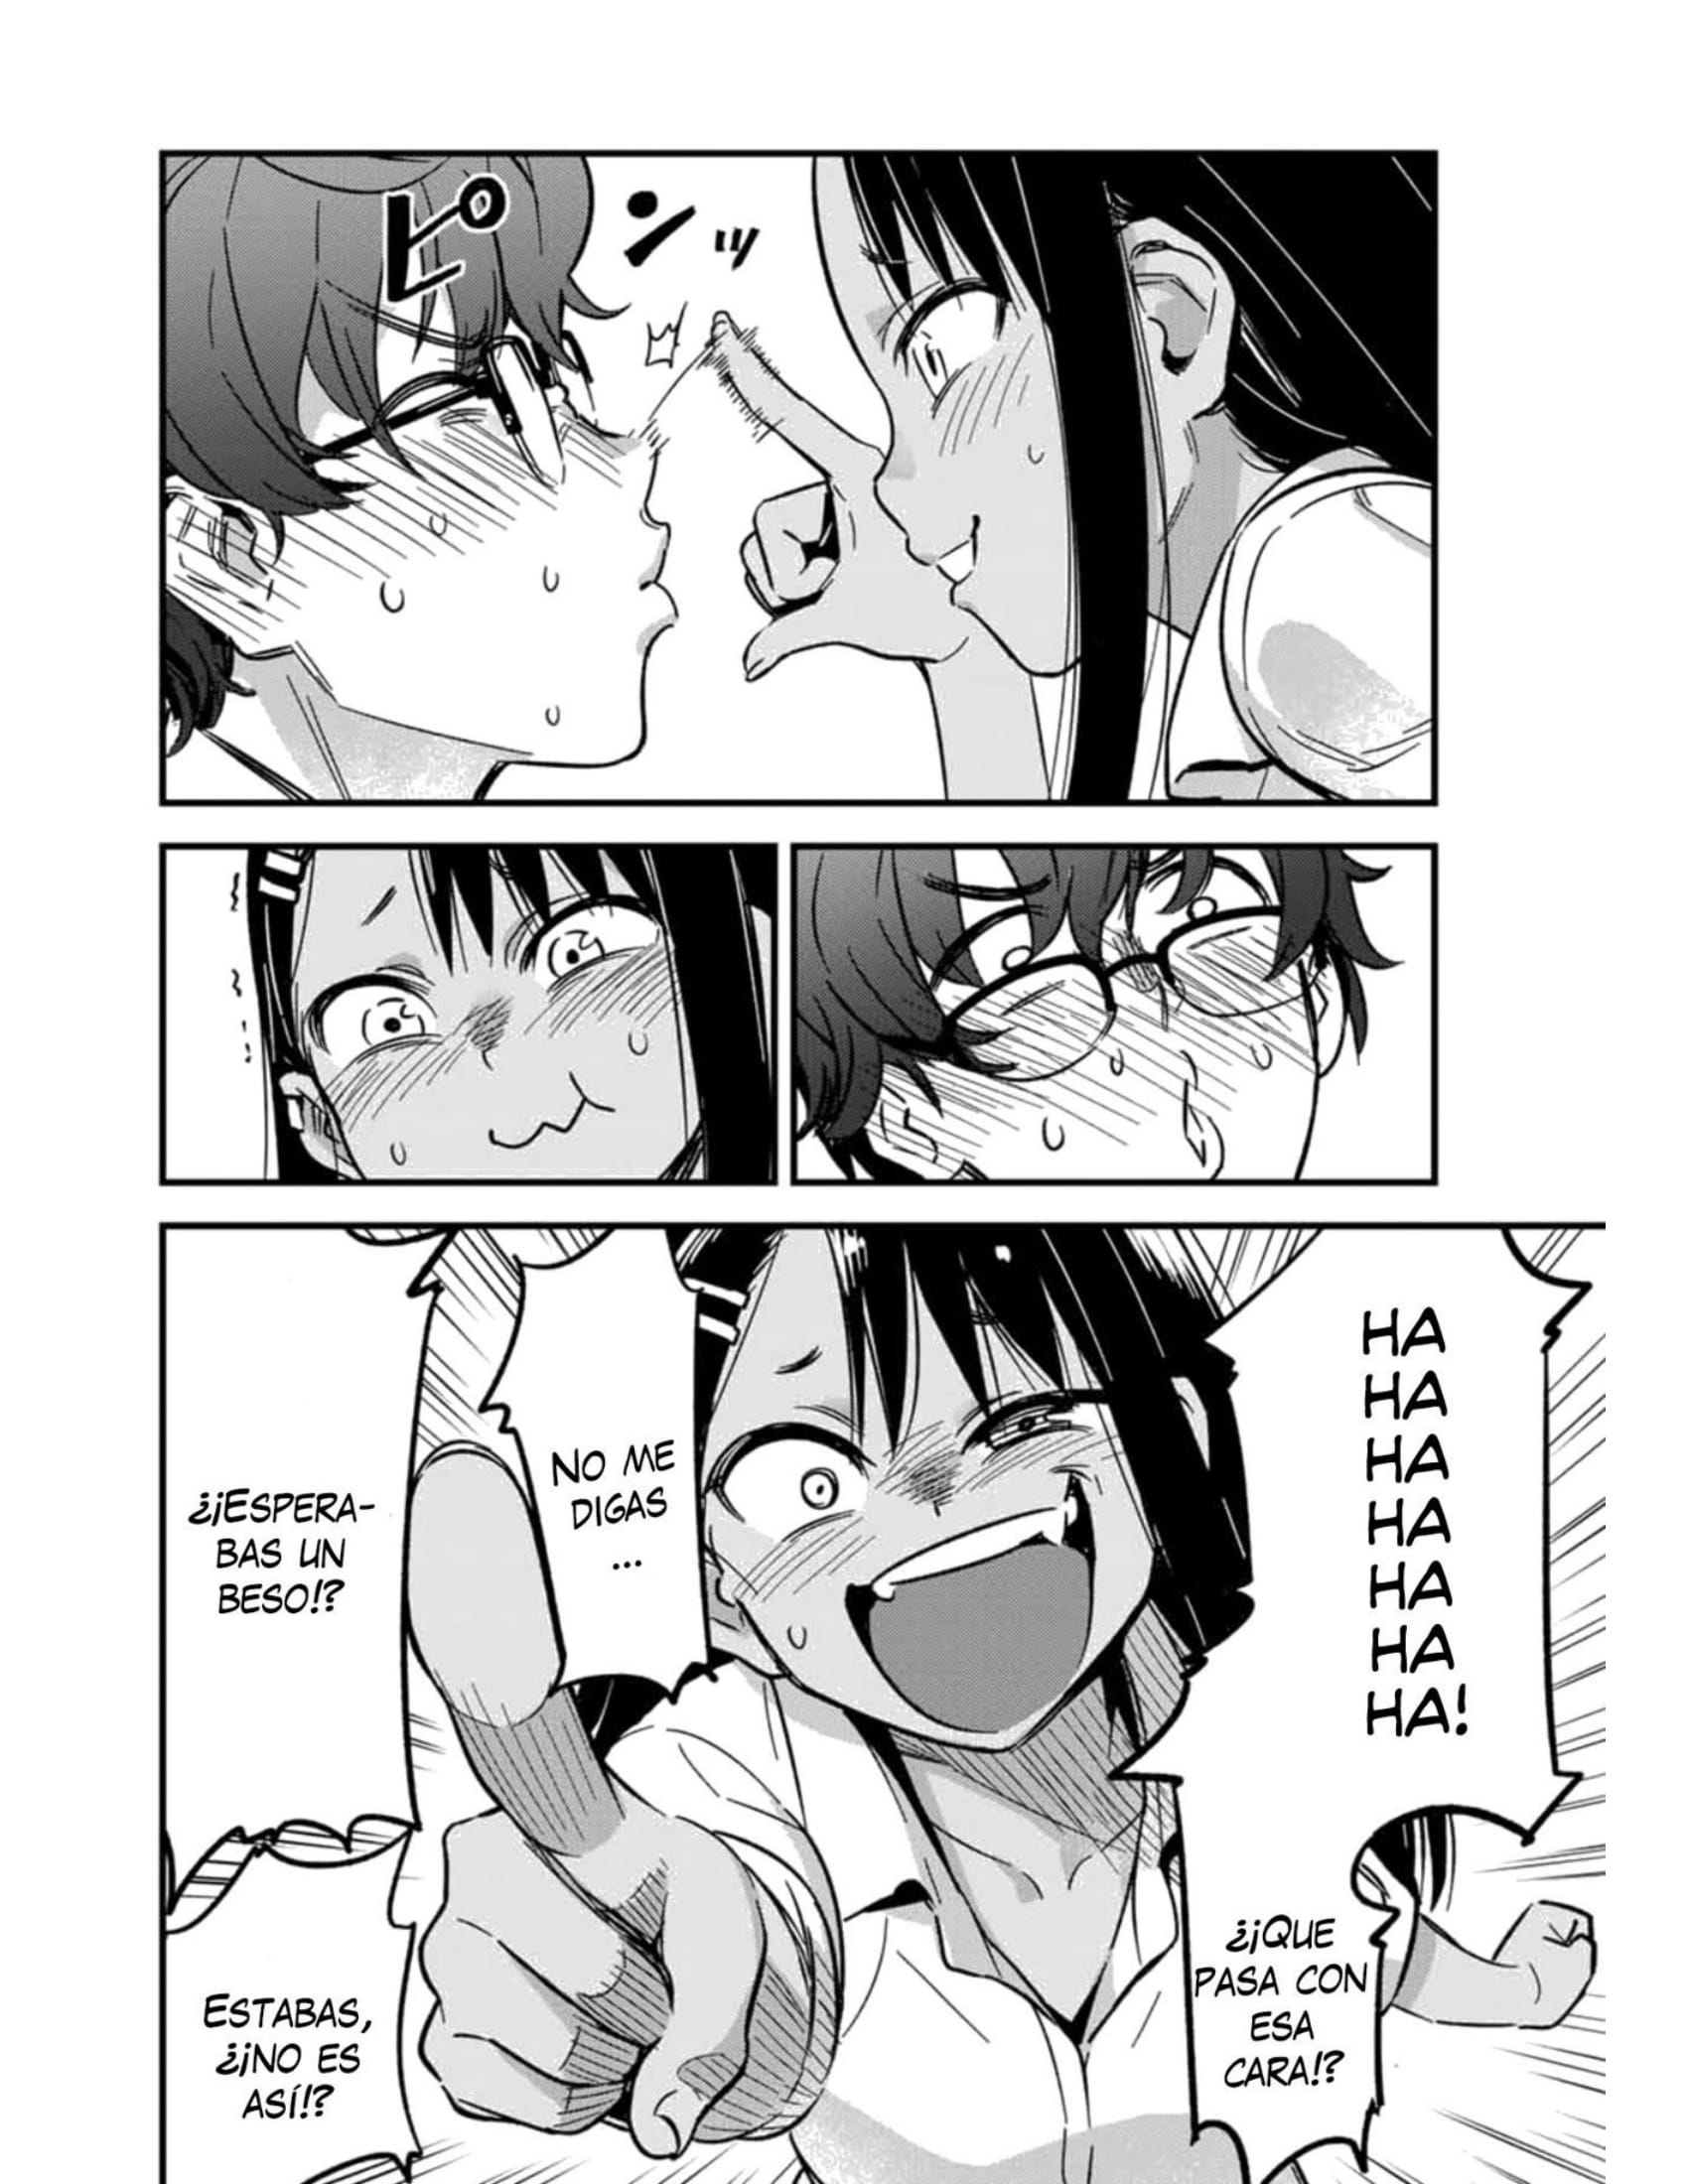 ピンッ
HA
HA
HA
HA
HA
HA
HA!
¿¡QUE
PASA CON
ESA
CARA!?
NO ME
DIGAS
...
¿¡ESPERA-
BAS UN
BESO!?
ESTABAS,
¿¡NO ES
ASÍ!?